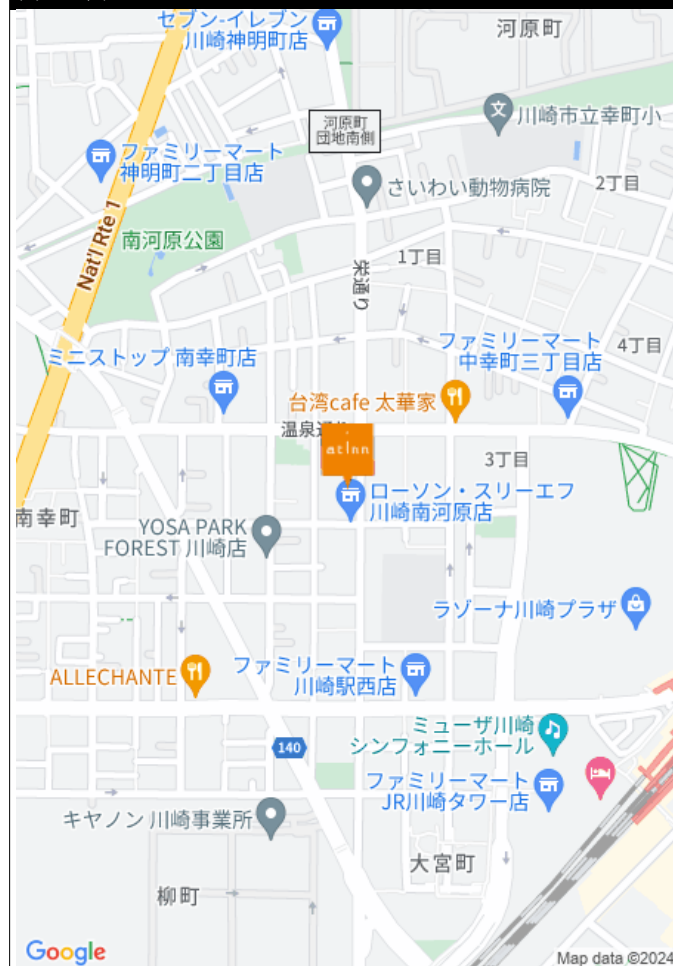 セブン-イレブン
川崎神明町店
河原町
河原町
団地南側
川崎市立幸町小
ファミリーマート
神明町二丁目店
さいわい動物病院
2丁目
Nat'l Rte 1
南河原公園
1丁目
栄通り
ファミリーマート
中幸町三丁目店
4丁目
ミニストップ 南幸町店
台湾cafe 太華家
温泉通り
at inn
3丁目
ローソン・スリーエフ
川崎南河原店
南幸町
YOSA PARK
FOREST 川崎店
ラゾーナ川崎プラザ
ファミリーマート
川崎駅西店
ALLECHANTE
ミューザ川崎
シンフォニーホール
140
ファミリーマート
JR川崎タワー店
キヤノン 川崎事業所
大宮町
柳町
Google
Map data ©2024